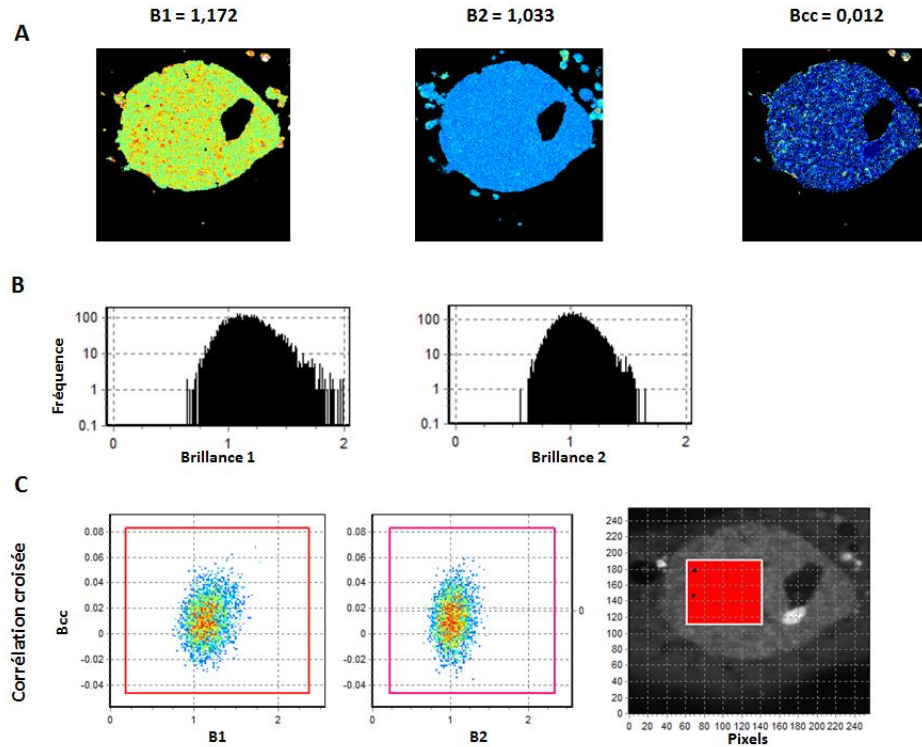 B1 = 1,172 B2 = 1,033 Bcc = 0,012
A
B
Fréquence
100
10
1
0.1
0 1 2
Brillance 1
100
10
1
0.1
0 1 2
Brillance 2
C
Corrélation croisée
Bcc
0.08
0.06
0.04
0.02
0
-0.02
-0.04
0 1 2
B1
0.08
0.06
0.04
0.02
0
-0.02
-0.04
0
0 1 2
B2
240
220
200
180
160
140
120
100
80
60
40
20
0
0 20 40 60 80 100 120 140 160 180 200 220 240
Pixels